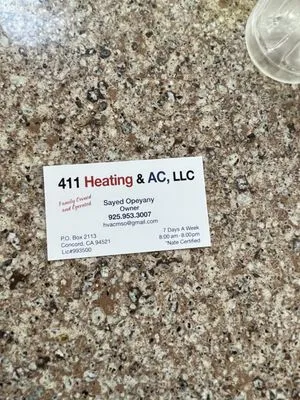 411 Heating & AC, LLC
Family Owned
and Operated
Sayed Opeyany
Owner
925.953.3007
hvacmso@gmail.com
P.O. Box 2113
Concord, CA 94521
Lic#993500
7 Days A Week
8:00 am - 8:00pm
*Nate Certified